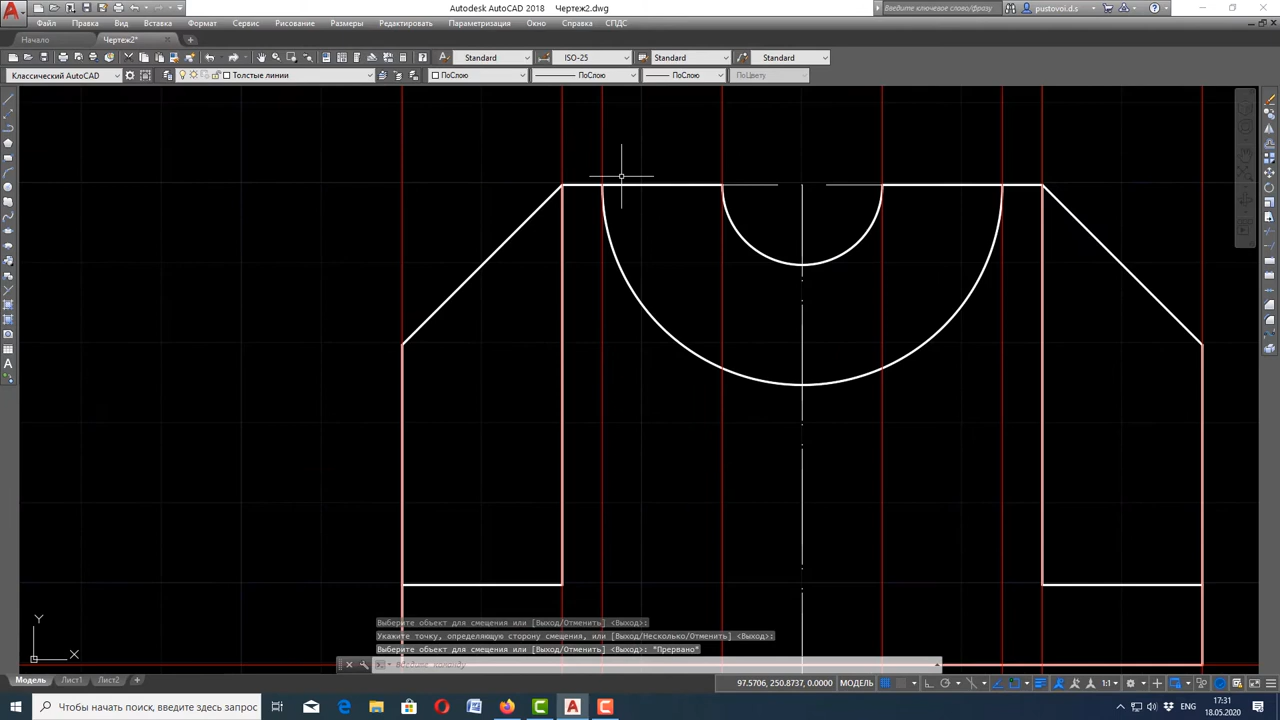 Autodesk AutoCAD 2018 Чертеж2.dwg
Введите ключевое слово/фразу
pustovoi.d.s
Файл Правка Вид Вставка Формат Сервис Рисование Размеры Редактировать Параметризация Окно Справка СПДС
Начало Чертеж2*
Standard ISO-25 Standard Standard
Классический AutoCAD Толстые линии ПоСлою ПоСлою ПоСлою ПоЦвету
Y
X
Выберите объект для смещения или [Выход/Отменить] <Выход>:
Укажите точку, определяющую сторону смещения, или [Выход/Несколько/Отменить] <Выход>:
Выберите объект для смещения или [Выход/Отменить] <Выход>: *Прервано*
Введите команду
Модель Лист1 Лист2 +
97.5706, 250.8737, 0.0000 МОДЕЛЬ 1:1
Чтобы начать поиск, введите здесь запрос
ENG
17:31
18.05.2020